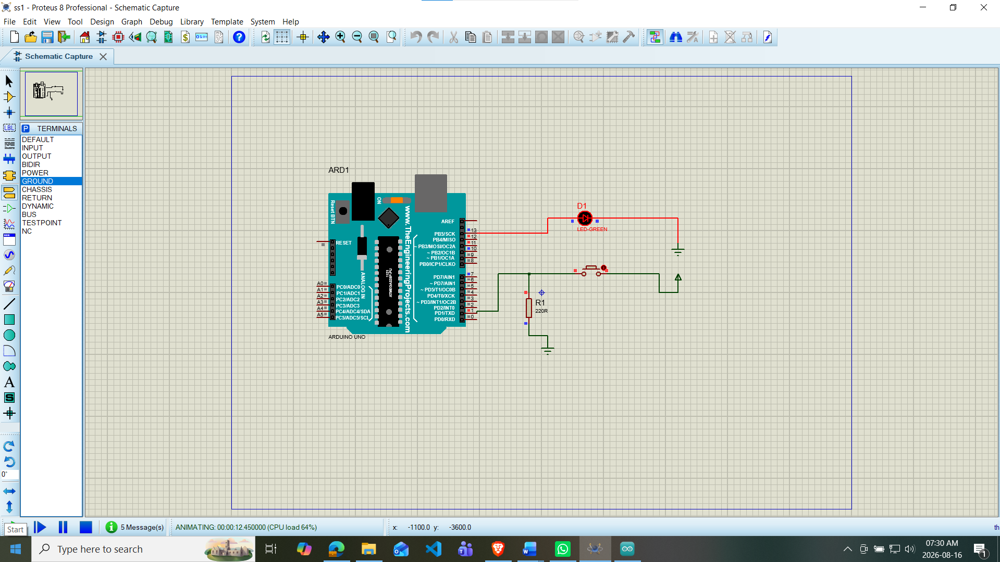 ss1 - Proteus 8 Professional - Schematic Capture
File Edit View Tool Design Graph Debug Library Template System Help
Schematic Capture
P TERMINALS
DEFAULT
INPUT
OUTPUT
BIDIR
POWER
GROUND
CHASSIS
RETURN
DYNAMIC
BUS
TESTPOINT
NC
LBL
A
S
0°
ARD1
Reset BTN
ON
www.TheEngineeringProjects.com
ANALOG IN
1121
ATMEGA328P-PU
RESET
A0 PC0/ADC0
A1 PC1/ADC1
A2 PC2/ADC2
A3 PC3/ADC3
A4 PC4/ADC4/SDA
A5 PC5/ADC5/SCL
AREF
PB5/SCK 13
PB4/MISO 12
~ PB3/MOSI/OC2A 11
~ PB2/OC1B 10
~ PB1/OC1A 9
PB0/ICP1/CLKO 8
PD7/AIN1 7
~ PD7/AIN1 6
~ PD5/T1/OC0B 5
PD4/T0/XCK 4
~ PD3/INT1/OC2B 3
PD2/INT0 2
PD1/TXD 1
PD0/RXD 0
ARDUINO UNO
D1
LED-GREEN
R1
220R
Start
5 Message(s)
ANIMATING: 00:00:12.450000 (CPU load 64%)
x: -1100.0 y: -3600.0
th
Type here to search
07:30 AM
2026-08-16
1